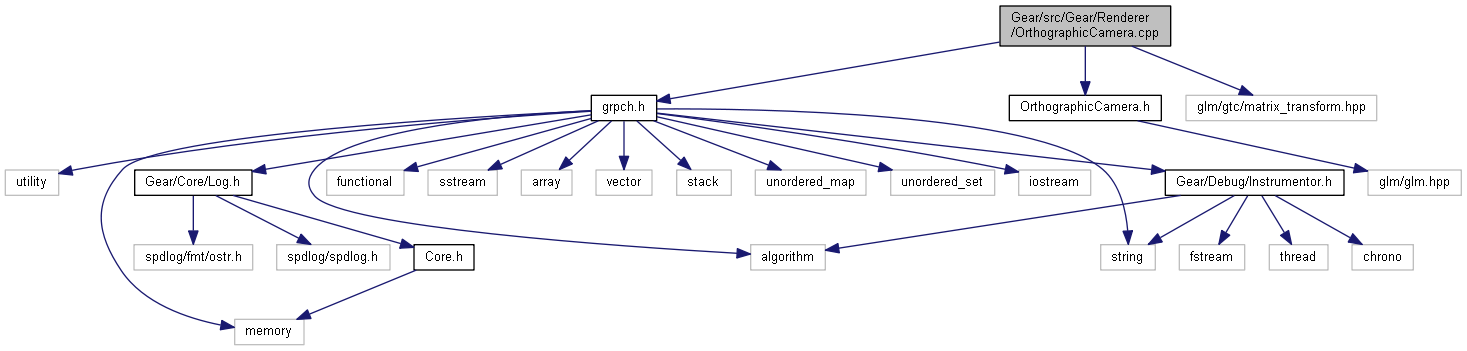 Gear/src/Gear/Renderer
/OrthographicCamera.cpp
grpch.h
OrthographicCamera.h
glm/gtc/matrix_transform.hpp
utility
Gear/Core/Log.h
functional
sstream
array
vector
stack
unordered_map
unordered_set
iostream
Gear/Debug/Instrumentor.h
glm/glm.hpp
spdlog/fmt/ostr.h
spdlog/spdlog.h
Core.h
algorithm
string
fstream
thread
chrono
memory